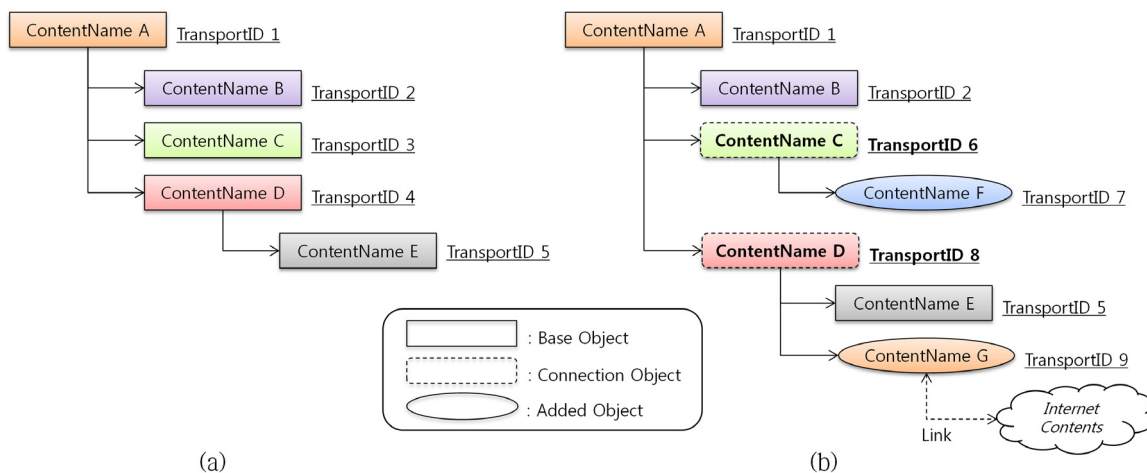 ContentName A
TransportID 1
ContentName B
TransportID 2
ContentName C
TransportID 3
ContentName D
TransportID 4
ContentName E
TransportID 5
(a)
ContentName A
TransportID 1
ContentName B
TransportID 2
ContentName C
TransportID 6
ContentName F
TransportID 7
ContentName D
TransportID 8
ContentName E
TransportID 5
ContentName G
TransportID 9
Link
Internet
Contents
(b)
: Base Object
: Connection Object
: Added Object